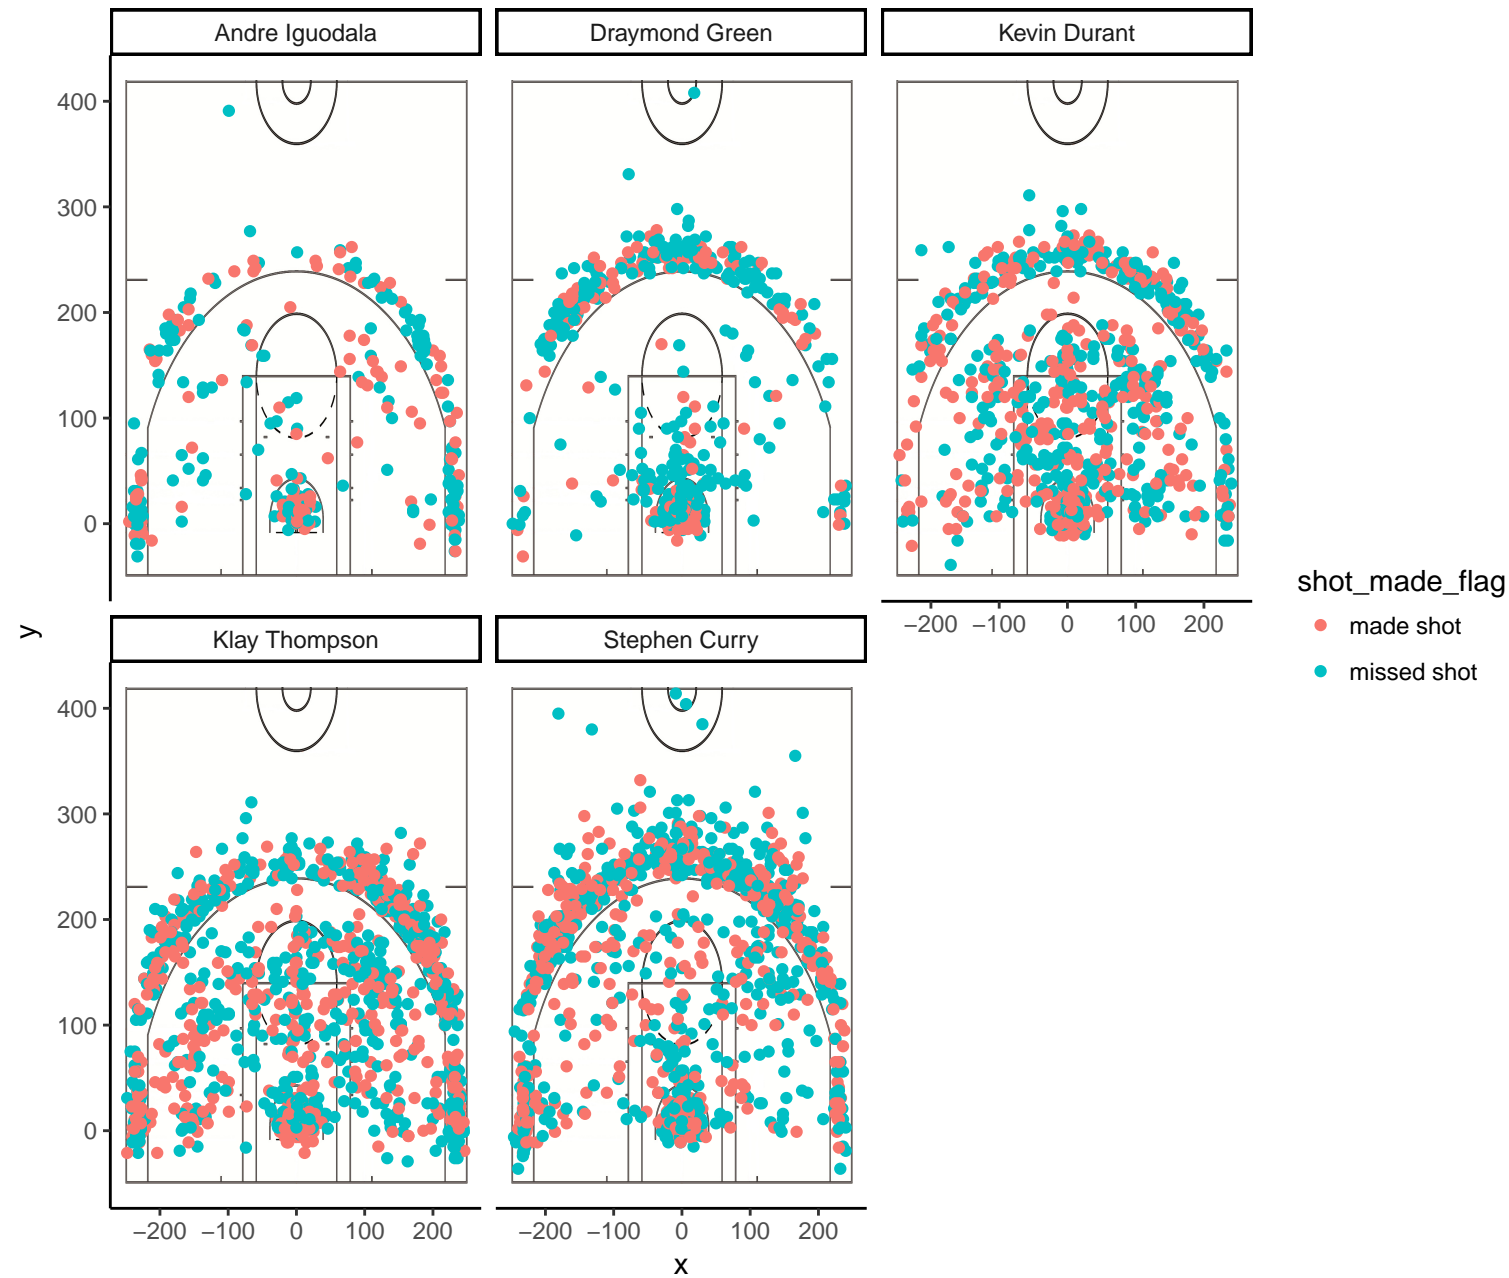 Andre Iguodala
Draymond Green
Kevin Durant
400
300
200
100
0
−200 −100 0 100 200
y
Klay Thompson
Stephen Curry
400
300
200
100
0
−200 −100 0 100 200
−200 −100 0 100 200
x
shot_made_flag
made shot
missed shot